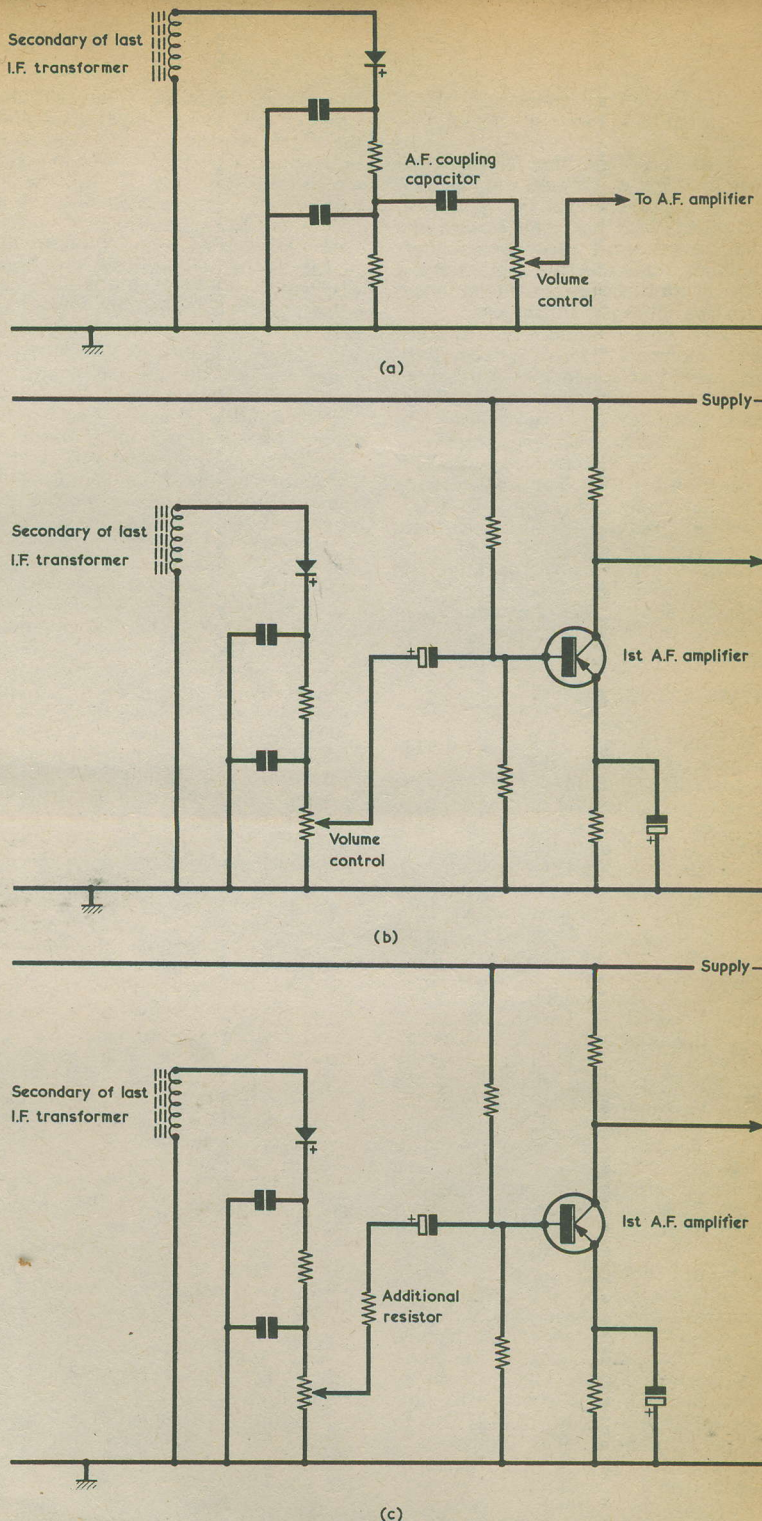 Secondary of last
I.F. transformer
+
A.F. coupling
capacitor
To A.F. amplifier
Volume
control
(a)
Supply–
Secondary of last
I.F. transformer
+
+
1st A.F. amplifier
Volume
control
+
(b)
Supply–
Secondary of last
I.F. transformer
+
+
1st A.F. amplifier
Additional
resistor
+
(c)